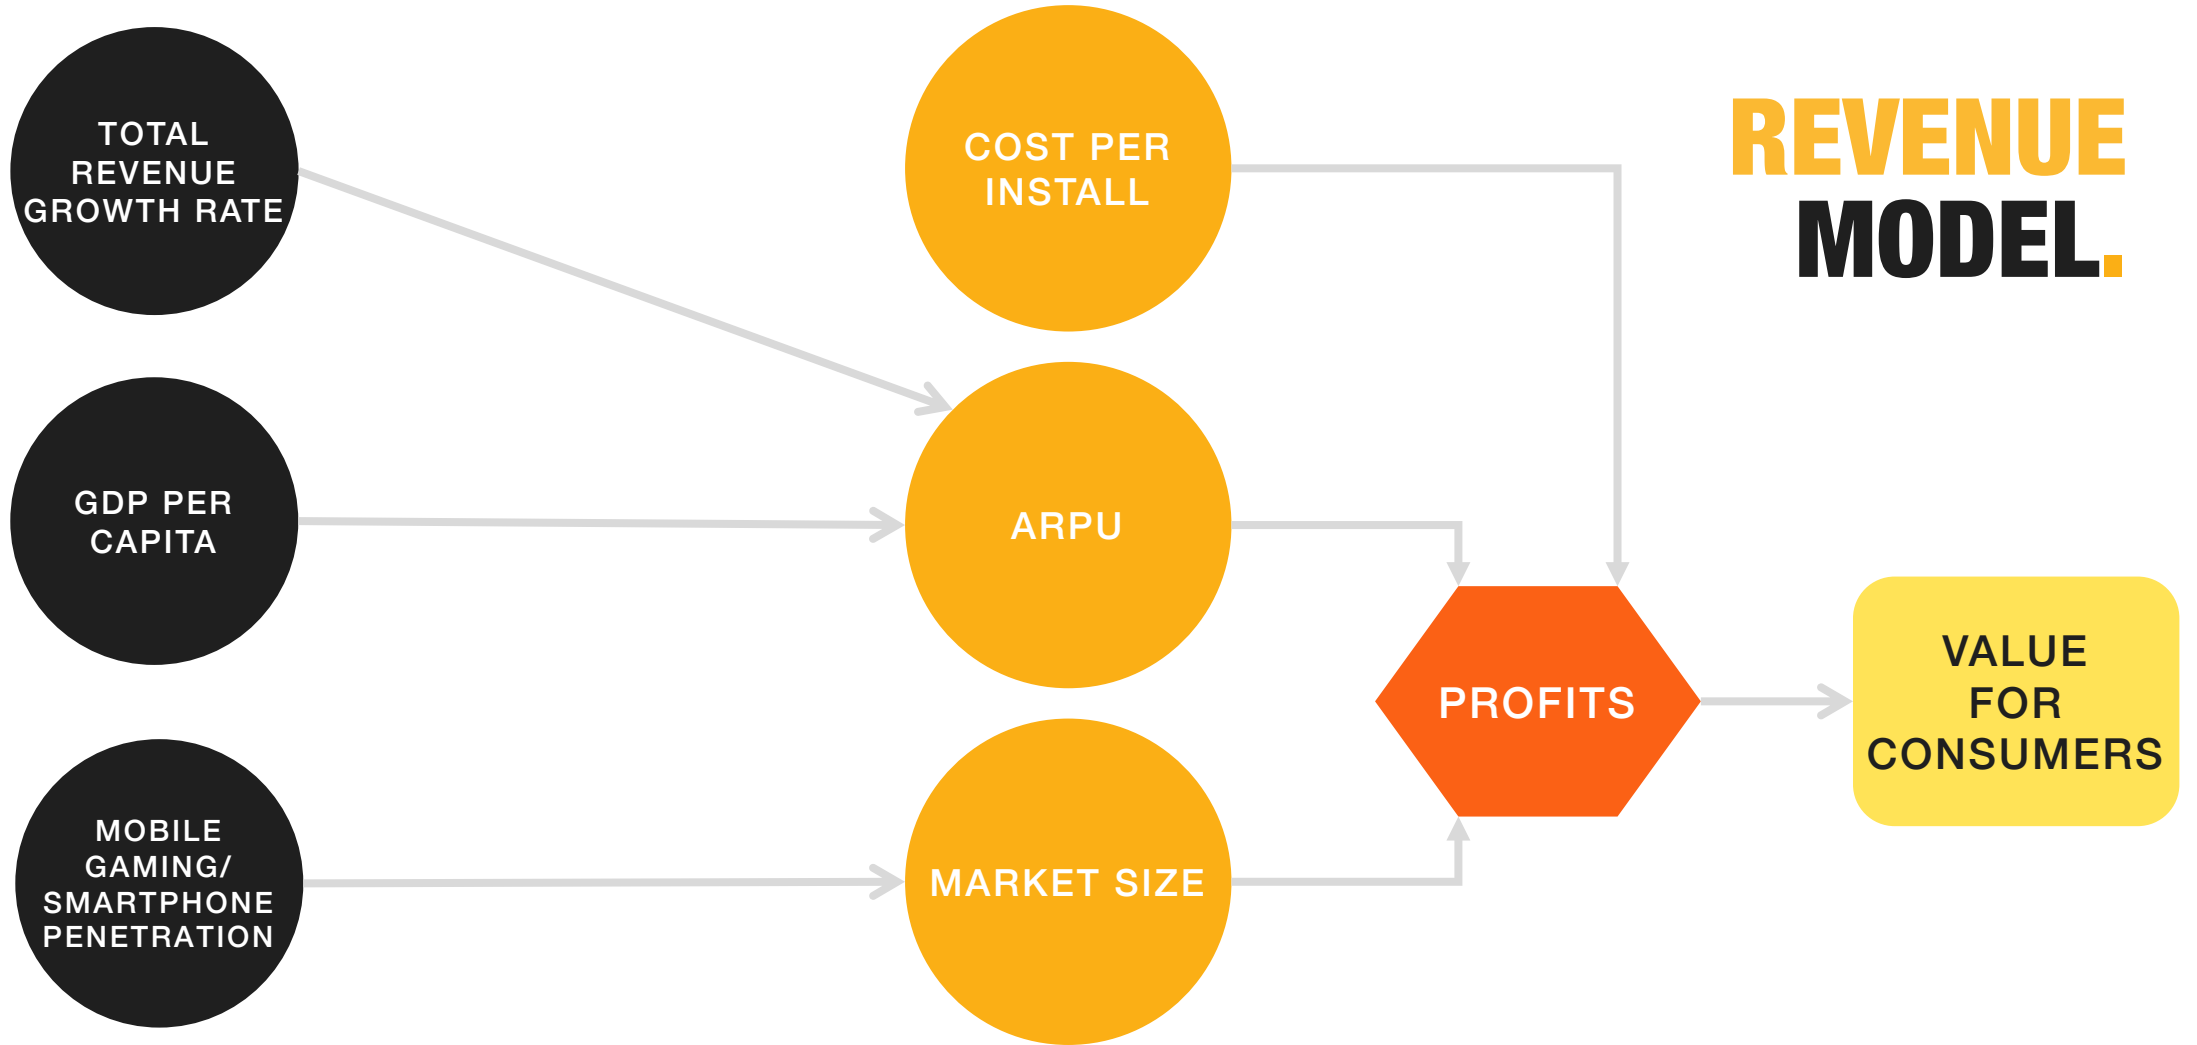 TOTAL
REVENUE
GROWTH RATE
COST PER
INSTALL
REVENUE
MODEL.
GDP PER
CAPITA
ARPU
PROFITS
VALUE
FOR
CONSUMERS
MOBILE
GAMING/
SMARTPHONE
PENETRATION
MARKET SIZE